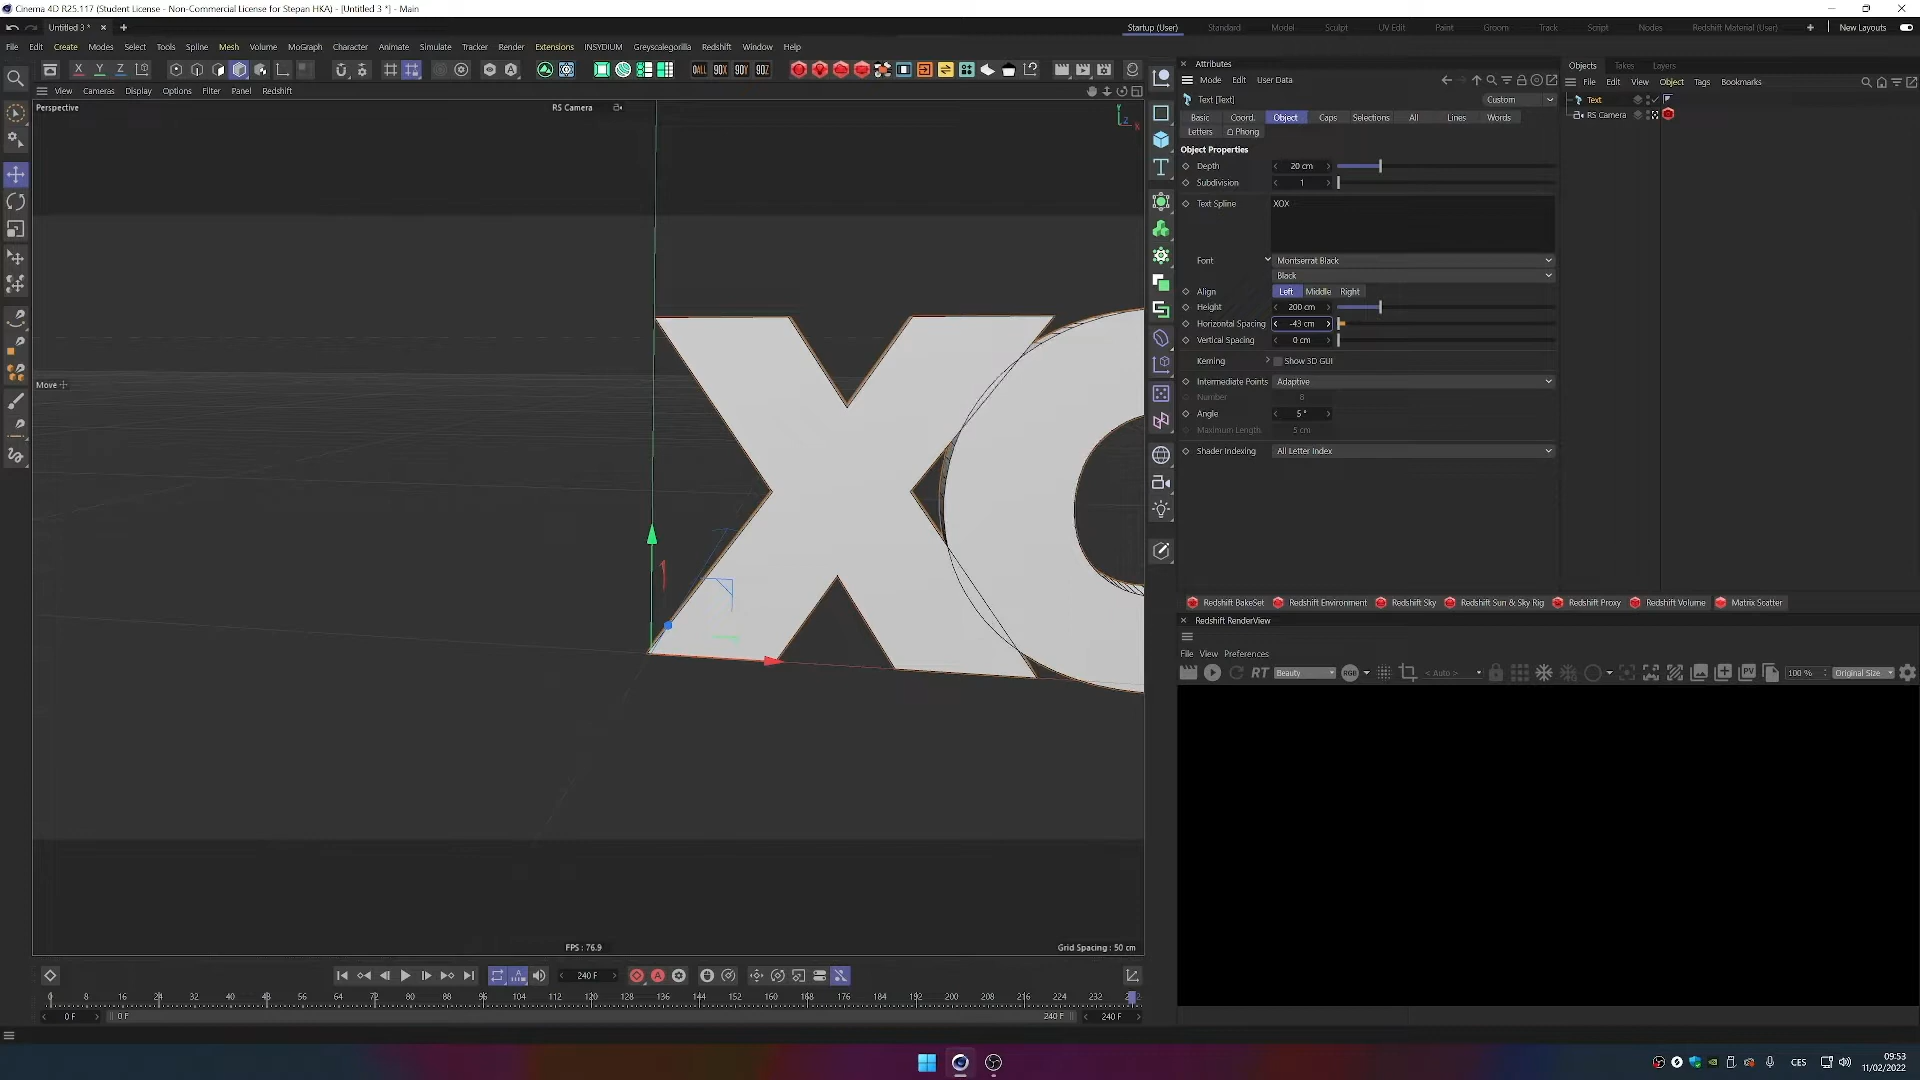 Cinema 4D R25.117 (Student License - Non-Commercial License for Stepan HKA) - [Untitled 3 *] - Main
Untitled 3 *
Startup (User) Standard Model Sculpt UV Edit Paint Groom Track Script Nodes Redshift Material (User) New Layouts
File Edit Create Modes Select Tools Spline Mesh Volume MoGraph Character Animate Simulate Tracker Render Extensions INSYDIUM Greyscalegorilla Redshift Window Help
X Y Z 0ALL 90X 90Y 90Z
View Cameras Display Options Filter Panel Redshift
Perspective RS Camera
Y Z X
Move
XO
FPS : 76.9 Grid Spacing : 50 cm
Attributes
Mode Edit User Data
Text [Text] Custom
Basic Coord. Object Caps Selections All Lines Words
Letters Phong
Object Properties
Depth 20 cm
Subdivision 1
Text Spline XOX
Font Montserrat Black
Black
Align Left Middle Right
Height 200 cm
Horizontal Spacing -43 cm
Vertical Spacing 0 cm
Kerning Show 3D GUI
Intermediate Points Adaptive
Number 8
Angle 5 °
Maximum Length 5 cm
Shader Indexing All Letter Index
Objects Takes Layers
File Edit View Object Tags Bookmarks
Text
RS Camera
Redshift BakeSet Redshift Environment Redshift Sky Redshift Sun & Sky Rig Redshift Proxy Redshift Volume Matrix Scatter
Redshift RenderView
File View Preferences
RT Beauty RGB < Auto > PV 100 % Original Size
240 F
0 8 16 24 32 40 48 56 64 72 80 88 96 104 112 120 128 136 144 152 160 168 176 184 192 200 208 216 224 232
0 F 0 F 240 F 240 F
CES 09:53
11/02/2022